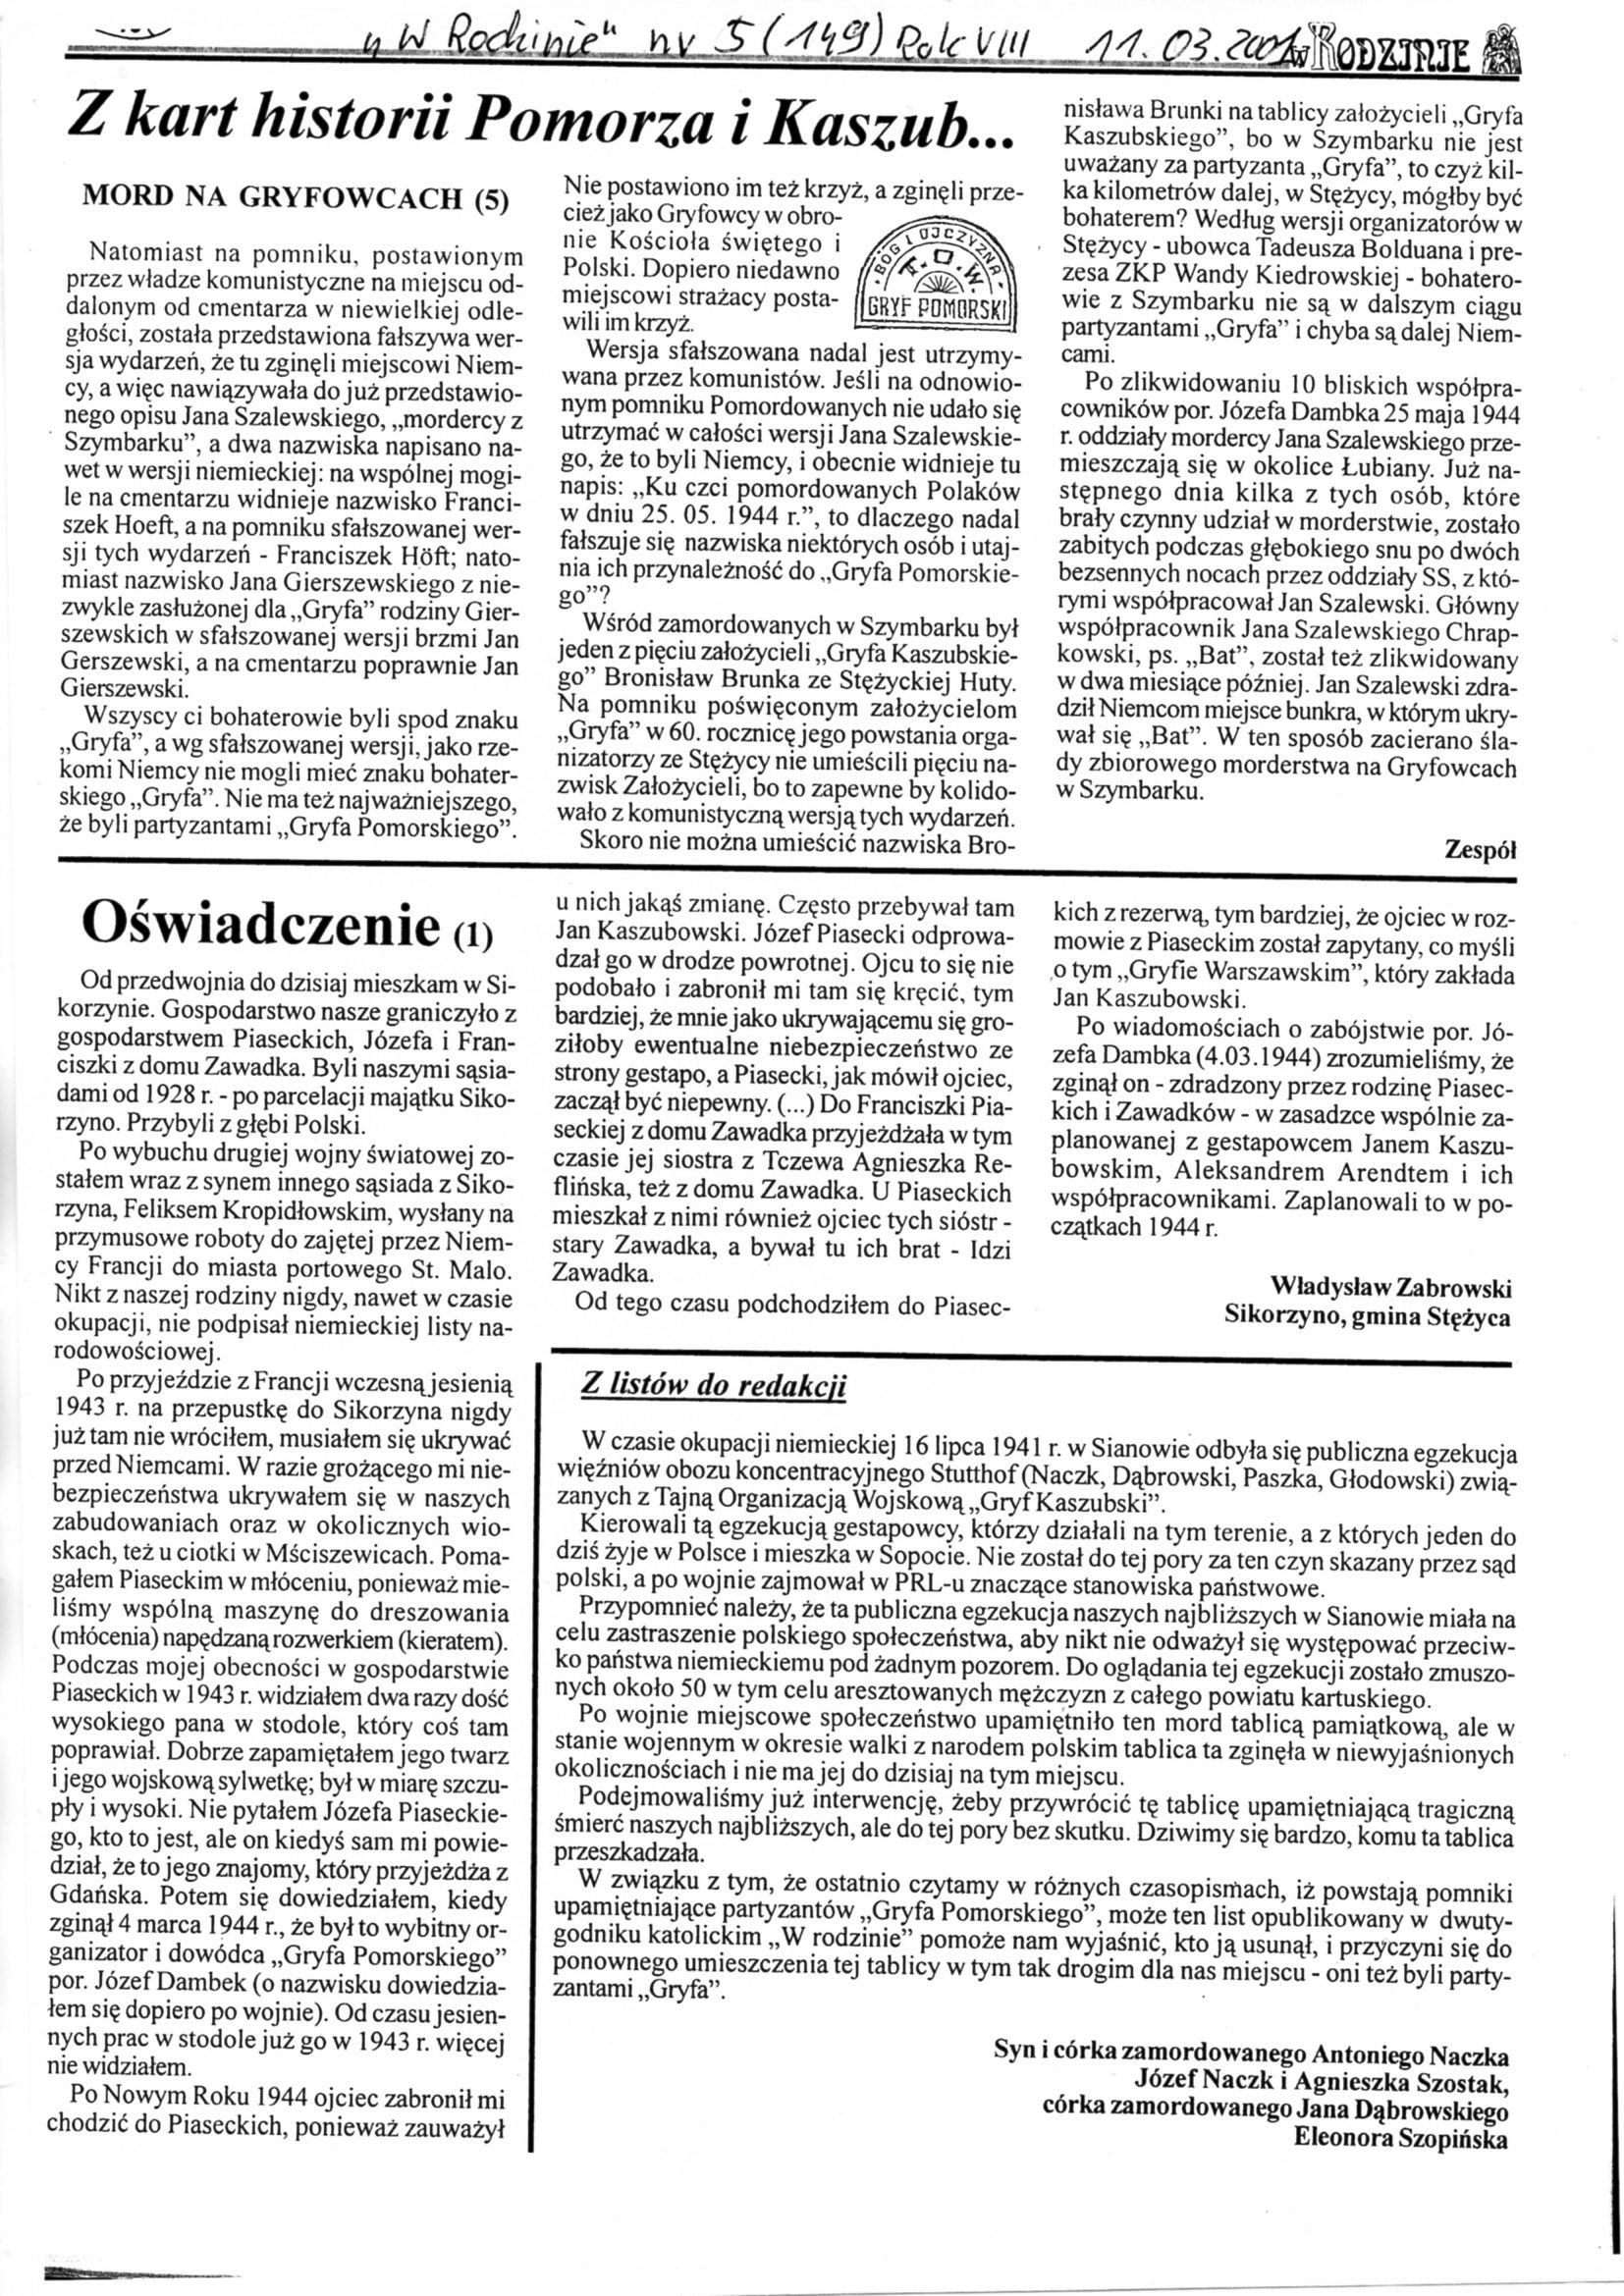 „W Rodzinie" nr 5 (149) Rok VIII 11.03.2001
w RODZINIE
Z kart historii Pomorza i Kaszub...
MORD NA GRYFOWCACH (5)
Natomiast na pomniku, postawionym
przez władze komunistyczne na miejscu od-
dalonym od cmentarza w niewielkiej odle-
głości, została przedstawiona fałszywa wer-
sja wydarzeń, że tu zginęli miejscowi Niem-
cy, a więc nawiązywała do już przedstawio-
nego opisu Jana Szalewskiego, „mordercy z
Szymbarku”, a dwa nazwiska napisano na-
wet w wersji niemieckiej: na wspólnej mogi-
le na cmentarzu widnieje nazwisko Franci-
szek Hoeft, a na pomniku sfałszowanej wer-
sji tych wydarzeń - Franciszek Höft; nato-
miast nazwisko Jana Gierszewskiego z nie-
zwykle zasłużonej dla „Gryfa” rodziny Gier-
szewskich w sfałszowanej wersji brzmi Jan
Gerszewski, a na cmentarzu poprawnie Jan
Gierszewski.
Wszyscy ci bohaterowie byli spod znaku
„Gryfa”, a wg sfałszowanej wersji, jako rze-
komi Niemcy nie mogli mieć znaku bohater-
skiego „Gryfa”. Nie ma też najważniejszego,
że byli partyzantami „Gryfa Pomorskiego”.
Nie postawiono im też krzyż, a zginęli prze-
cież jako Gryfowcy w obro-
nie Kościoła świętego i
Polski. Dopiero niedawno
miejscowi strażacy posta-
wili im krzyż.
BÓG I OJCZYZNA
T.O.W.
GRYF POMORSKI
Wersja sfałszowana nadal jest utrzymy-
wana przez komunistów. Jeśli na odnowio-
nym pomniku Pomordowanych nie udało się
utrzymać w całości wersji Jana Szalewskie-
go, że to byli Niemcy, i obecnie widnieje tu
napis: „Ku czci pomordowanych Polaków
w dniu 25. 05. 1944 r.”, to dlaczego nadal
fałszuje się nazwiska niektórych osób i utaj-
nia ich przynależność do „Gryfa Pomorskie-
go”?
Wśród zamordowanych w Szymbarku był
jeden z pięciu założycieli „Gryfa Kaszubskie-
go” Bronisław Brunka ze Stężyckiej Huty.
Na pomniku poświęconym założycielom
„Gryfa” w 60. rocznicę jego powstania orga-
nizatorzy ze Stężycy nie umieścili pięciu na-
zwisk Założycieli, bo to zapewne by kolido-
wało z komunistyczną wersją tych wydarzeń.
Skoro nie można umieścić nazwiska Bro-
nisława Brunki na tablicy założycieli „Gryfa
Kaszubskiego”, bo w Szymbarku nie jest
uważany za partyzanta „Gryfa”, to czyż kil-
ka kilometrów dalej, w Stężycy, mógłby być
bohaterem? Według wersji organizatorów w
Stężycy - ubowca Tadeusza Bolduana i pre-
zesa ZKP Wandy Kiedrowskiej - bohatero-
wie z Szymbarku nie są w dalszym ciągu
partyzantami „Gryfa” i chyba są dalej Niem-
cami.
Po zlikwidowaniu 10 bliskich współpra-
cowników por. Józefa Dambka 25 maja 1944
r. oddziały mordercy Jana Szalewskiego prze-
mieszczają się w okolice Łubiany. Już na-
stępnego dnia kilka z tych osób, które
brały czynny udział w morderstwie, zostało
zabitych podczas głębokiego snu po dwóch
bezsennych nocach przez oddziały SS, z któ-
rymi współpracował Jan Szalewski. Główny
współpracownik Jana Szalewskiego Chrap-
kowski, ps. „Bat”, został też zlikwidowany
w dwa miesiące później. Jan Szalewski zdra-
dził Niemcom miejsce bunkra, w którym ukry-
wał się „Bat”. W ten sposób zacierano śla-
dy zbiorowego morderstwa na Gryfowcach
w Szymbarku.
Zespół
Oświadczenie (1)
Od przedwojnia do dzisiaj mieszkam w Si-
korzynie. Gospodarstwo nasze graniczyło z
gospodarstwem Piaseckich, Józefa i Fran-
ciszki z domu Zawadka. Byli naszymi sąsia-
dami od 1928 r. - po parcelacji majątku Siko-
rzyno. Przybyli z głębi Polski.
Po wybuchu drugiej wojny światowej zo-
stałem wraz z synem innego sąsiada z Siko-
rzyna, Feliksem Kropidłowskim, wysłany na
przymusowe roboty do zajętej przez Niem-
cy Francji do miasta portowego St. Malo.
Nikt z naszej rodziny nigdy, nawet w czasie
okupacji, nie podpisał niemieckiej listy na-
rodowościowej.
Po przyjeździe z Francji wczesną jesienią
1943 r. na przepustkę do Sikorzyna nigdy
już tam nie wróciłem, musiałem się ukrywać
przed Niemcami. W razie grożącego mi nie-
bezpieczeństwa ukrywałem się w naszych
zabudowaniach oraz w okolicznych wio-
skach, też u ciotki w Mściszewicach. Poma-
gałem Piaseckim w młóceniu, ponieważ mie-
liśmy wspólną maszynę do dreszowania
(młócenia) napędzaną rozwerkiem (kieratem).
Podczas mojej obecności w gospodarstwie
Piaseckich w 1943 r. widziałem dwa razy dość
wysokiego pana w stodole, który coś tam
poprawiał. Dobrze zapamiętałem jego twarz
i jego wojskową sylwetkę; był w miarę szczu-
pły i wysoki. Nie pytałem Józefa Piaseckie-
go, kto to jest, ale on kiedyś sam mi powie-
dział, że to jego znajomy, który przyjeżdża z
Gdańska. Potem się dowiedziałem, kiedy
zginął 4 marca 1944 r., że był to wybitny or-
ganizator i dowódca „Gryfa Pomorskiego”
por. Józef Dambek (o nazwisku dowiedzia-
łem się dopiero po wojnie). Od czasu jesien-
nych prac w stodole już go w 1943 r. więcej
nie widziałem.
Po Nowym Roku 1944 ojciec zabronił mi
chodzić do Piaseckich, ponieważ zauważył
u nich jakąś zmianę. Często przebywał tam
Jan Kaszubowski. Józef Piasecki odprowa-
dzał go w drodze powrotnej. Ojcu to się nie
podobało i zabronił mi tam się kręcić, tym
bardziej, że mnie jako ukrywającemu się gro-
ziłoby ewentualne niebezpieczeństwo ze
strony gestapo, a Piasecki, jak mówił ojciec,
zaczął być niepewny. (...) Do Franciszki Pia-
seckiej z domu Zawadka przyjeżdżała w tym
czasie jej siostra z Tczewa Agnieszka Re-
flińska, też z domu Zawadka. U Piaseckich
mieszkał z nimi również ojciec tych sióstr -
stary Zawadka, a bywał tu ich brat - Idzi
Zawadka.
Od tego czasu podchodziłem do Piasec-
kich z rezerwą, tym bardziej, że ojciec w roz-
mowie z Piaseckim został zapytany, co myśli
o tym „Gryfie Warszawskim”, który zakłada
Jan Kaszubowski.
Po wiadomościach o zabójstwie por. Jó-
zefa Dambka (4.03.1944) zrozumieliśmy, że
zginął on - zdradzony przez rodzinę Piasec-
kich i Zawadków - w zasadzce wspólnie za-
planowanej z gestapowcem Janem Kaszu-
bowskim, Aleksandrem Arendtem i ich
współpracownikami. Zaplanowali to w po-
czątkach 1944 r.
Władysław Zabrowski
Sikorzyno, gmina Stężyca
Z listów do redakcji
W czasie okupacji niemieckiej 16 lipca 1941 r. w Sianowie odbyła się publiczna egzekucja
więźniów obozu koncentracyjnego Stutthof (Naczk, Dąbrowski, Paszka, Głodowski) zwią-
zanych z Tajną Organizacją Wojskową „Gryf Kaszubski”.
Kierowali tą egzekucją gestapowcy, którzy działali na tym terenie, a z których jeden do
dziś żyje w Polsce i mieszka w Sopocie. Nie został do tej pory za ten czyn skazany przez sąd
polski, a po wojnie zajmował w PRL-u znaczące stanowiska państwowe.
Przypomnieć należy, że ta publiczna egzekucja naszych najbliższych w Sianowie miała na
celu zastraszenie polskiego społeczeństwa, aby nikt nie odważył się występować przeciw-
ko państwa niemieckiemu pod żadnym pozorem. Do oglądania tej egzekucji zostało zmuszo-
nych około 50 w tym celu aresztowanych mężczyzn z całego powiatu kartuskiego.
Po wojnie miejscowe społeczeństwo upamiętniło ten mord tablicą pamiątkową, ale w
stanie wojennym w okresie walki z narodem polskim tablica ta zginęła w niewyjaśnionych
okolicznościach i nie ma jej do dzisiaj na tym miejscu.
Podejmowaliśmy już interwencję, żeby przywrócić tę tablicę upamiętniającą tragiczną
śmierć naszych najbliższych, ale do tej pory bez skutku. Dziwimy się bardzo, komu ta tablica
przeszkadzała.
W związku z tym, że ostatnio czytamy w różnych czasopismach, iż powstają pomniki
upamiętniające partyzantów „Gryfa Pomorskiego”, może ten list opublikowany w dwuty-
godniku katolickim „W rodzinie” pomoże nam wyjaśnić, kto ją usunął, i przyczyni się do
ponownego umieszczenia tej tablicy w tym tak drogim dla nas miejscu - oni też byli party-
zantami „Gryfa”.
Syn i córka zamordowanego Antoniego Naczka
Józef Naczk i Agnieszka Szostak,
córka zamordowanego Jana Dąbrowskiego
Eleonora Szopińska